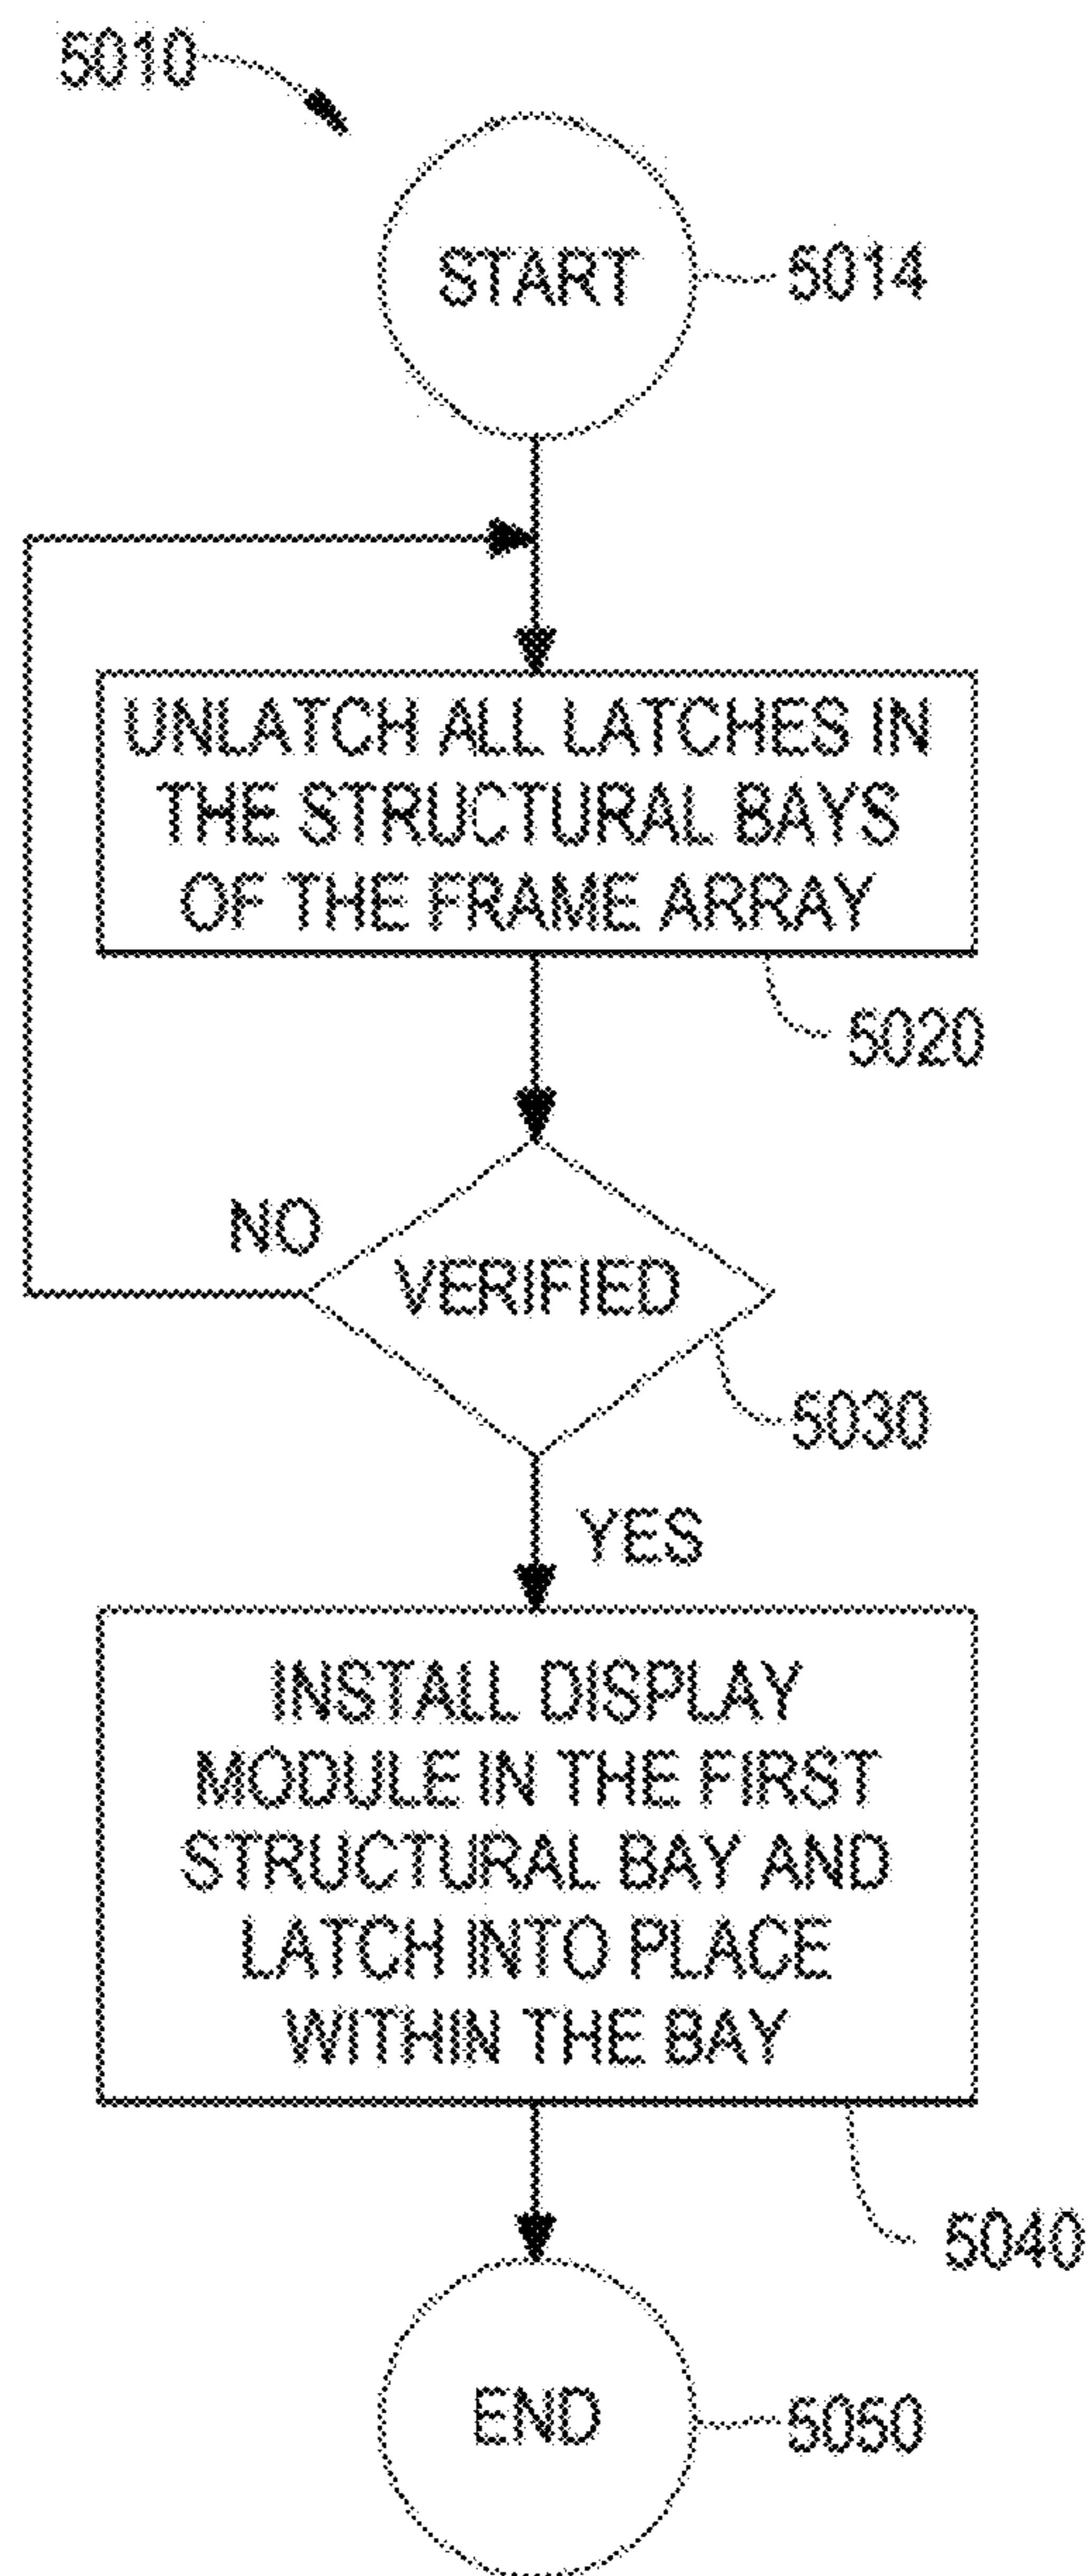 5010
START
5014
UNLATCH ALL LATCHES IN
THE STRUCTURAL BAYS
OF THE FRAME ARRAY
5020
NO
VERIFIED
5030
YES
INSTALL DISPLAY
MODULE IN THE FIRST
STRUCTURAL BAY AND
LATCH INTO PLACE
WITHIN THE BAY
5040
END
5050